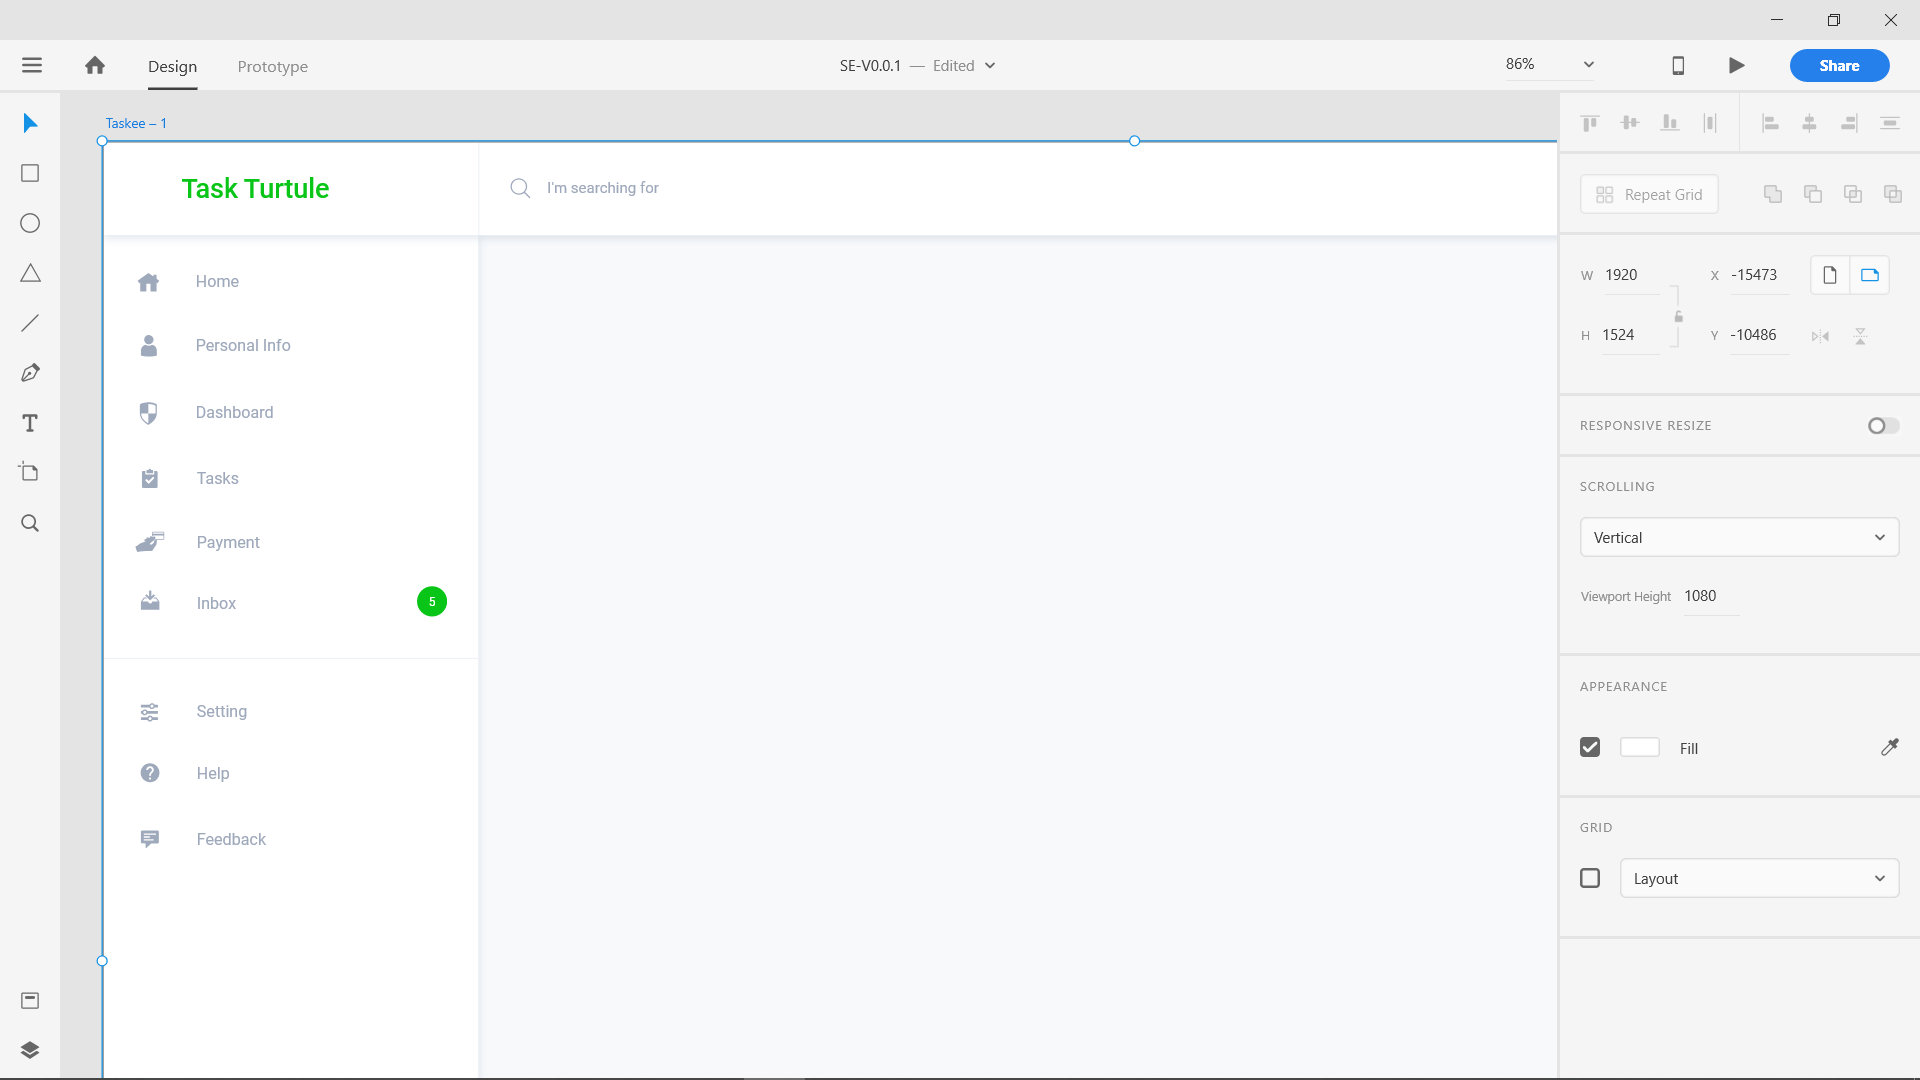 Design
Prototype
SE-V0.0.1 — Edited
86%
Share
Taskee – 1
Task Turtule
I'm searching for
Home
Personal Info
Dashboard
Tasks
Payment
Inbox
5
Setting
Help
Feedback
Repeat Grid
W 1920
X -15473
H 1524
Y -10486
RESPONSIVE RESIZE
SCROLLING
Vertical
Viewport Height 1080
APPEARANCE
Fill
GRID
Layout